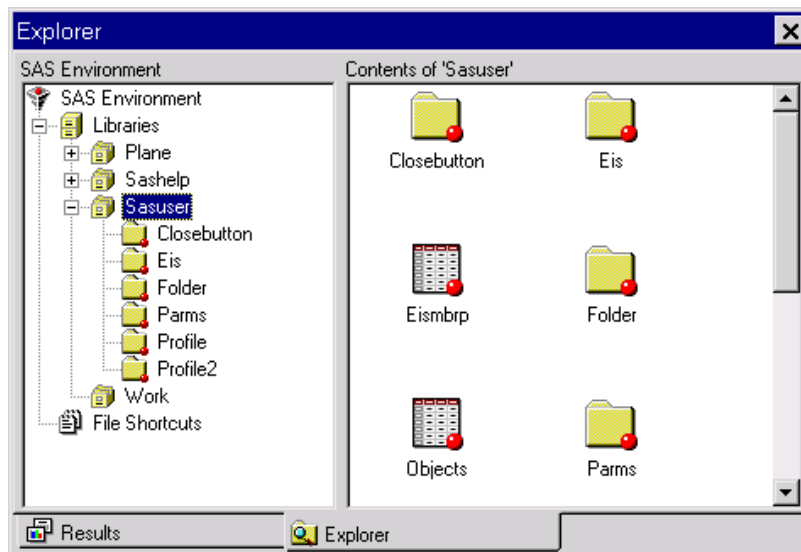 Explorer
SAS Environment
SAS Environment
Libraries
Plane
Sashelp
Sasuser
Closebutton
Eis
Folder
Parms
Profile
Profile2
Work
File Shortcuts
Contents of 'Sasuser'
Closebutton Eis
Eismbrp Folder
Objects Parms
Results Explorer